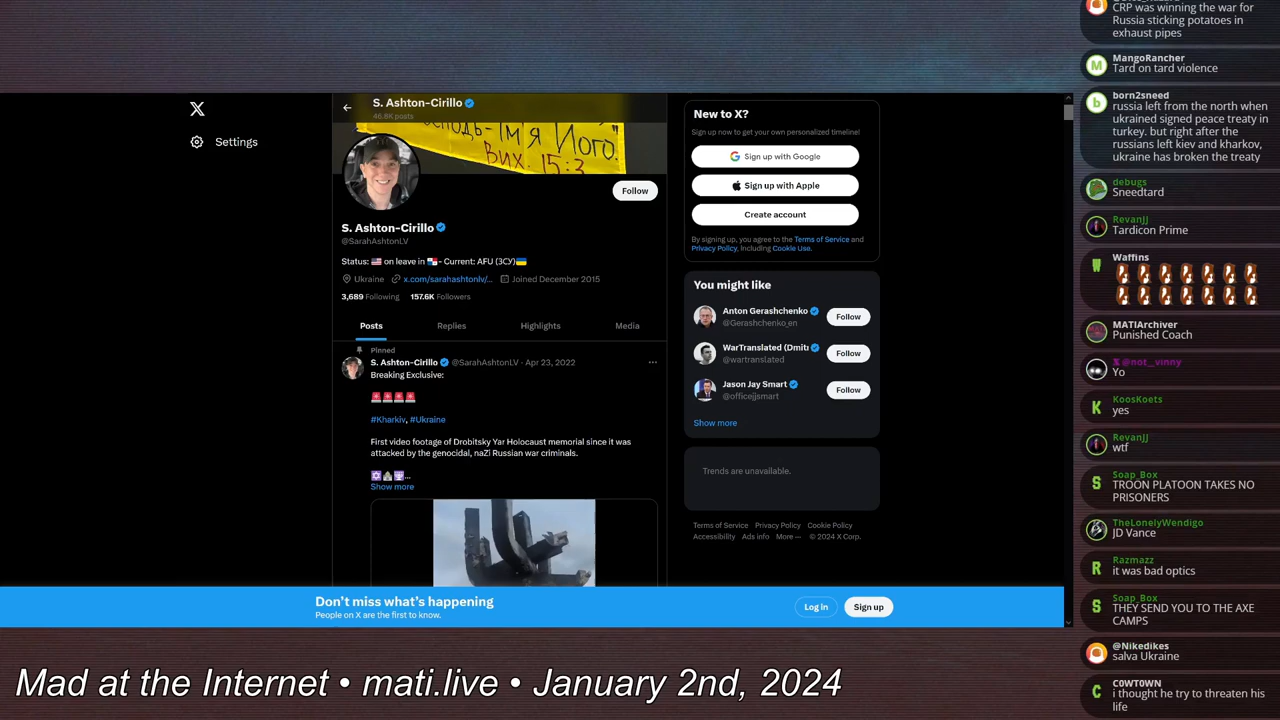 S. Ashton-Cirillo
46.8K posts
Господь-Ім'я Його.
Вих. 15:3
Follow
S. Ashton-Cirillo
@SarahAshtonLV
Status: 🇺🇸 on leave in 🇵🇦 - Current: AFU (ЗСУ)🇺🇦
Ukraine x.com/sarahashtonlv/... Joined December 2015
3,689 Following 157.6K Followers
Posts Replies Highlights Media
Pinned
S. Ashton-Cirillo @SarahAshtonLV · Apr 23, 2022
Breaking Exclusive:
🚨🚨🚨🚨
#Kharkiv, #Ukraine
First video footage of Drobitsky Yar Holocaust memorial since it was
attacked by the genocidal, naZi Russian war criminals.
...
Show more
X
Settings
New to X?
Sign up now to get your own personalized timeline!
Sign up with Google
Sign up with Apple
Create account
By signing up, you agree to the Terms of Service and
Privacy Policy, including Cookie Use.
You might like
Anton Gerashchenko
@Gerashchenko_en
Follow
WarTranslated (Dmitri
@wartranslated
Follow
Jason Jay Smart
@officejjsmart
Follow
Show more
Trends are unavailable.
Terms of Service Privacy Policy Cookie Policy
Accessibility Ads info More ··· © 2024 X Corp.
Don't miss what's happening
People on X are the first to know.
Log in Sign up
Mad at the Internet • mati.live • January 2nd, 2024
CRP was winning the war for
Russia sticking potatoes in
exhaust pipes
MangoRancher
Tard on tard violence
born2sneed
russia left from the north when
ukrained signed peace treaty in
turkey. but right after the
russians left kiev and kharkov,
ukraine has broken the treaty
debugs
Sneedtard
RevanJJ
Tardicon Prime
Waffins
MATIArchiver
Punished Coach
@not__vinny
Yo
KoosKoets
yes
RevanJJ
wtf
Soap_Box
TROON PLATOON TAKES NO
PRISONERS
TheLonelyWendigo
JD Vance
Razmazz
it was bad optics
Soap_Box
THEY SEND YOU TO THE AXE
CAMPS
@Nikedikes
salva Ukraine
C0WT0WN
i thought he try to threaten his
life